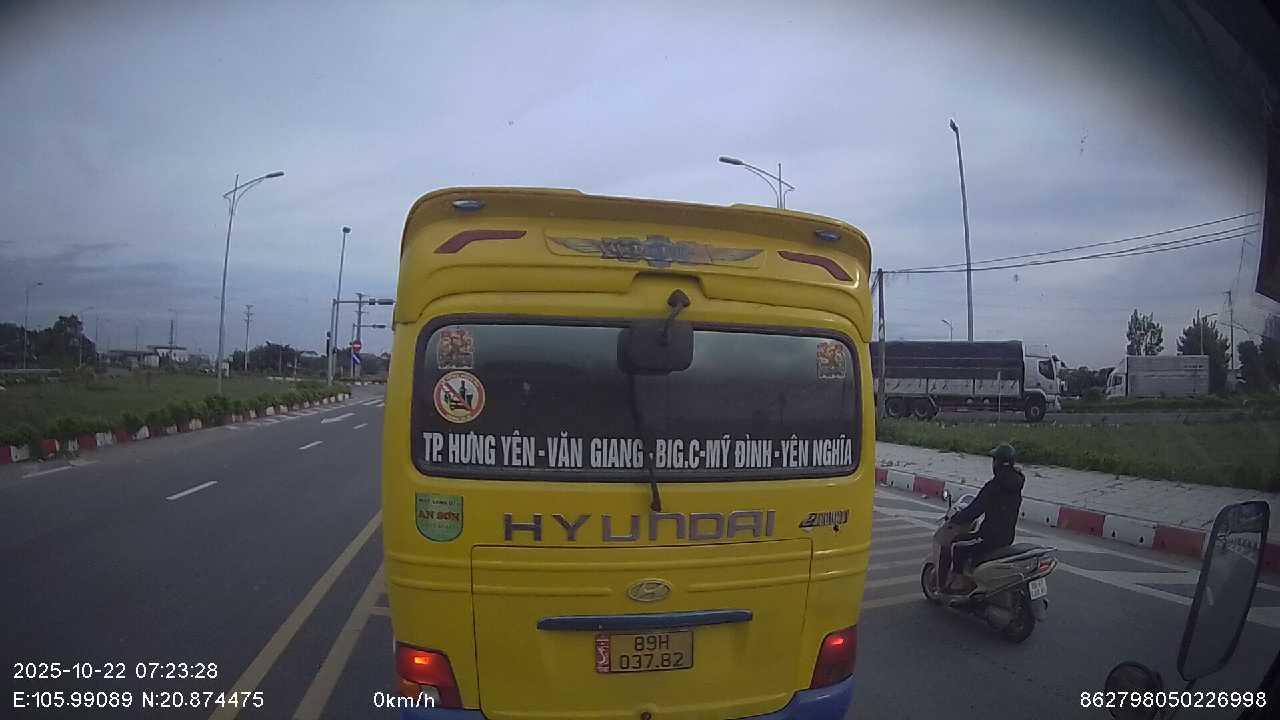 TP. HƯNG YÊN - VĂN GIANG - BIG.C - MỸ ĐÌNH - YÊN NGHĨA
AN SƠN
HYUNDAI
89H
037.82
2025-10-22 07:23:28
E:105.99089 N:20.874475
0km/h
862798050226998